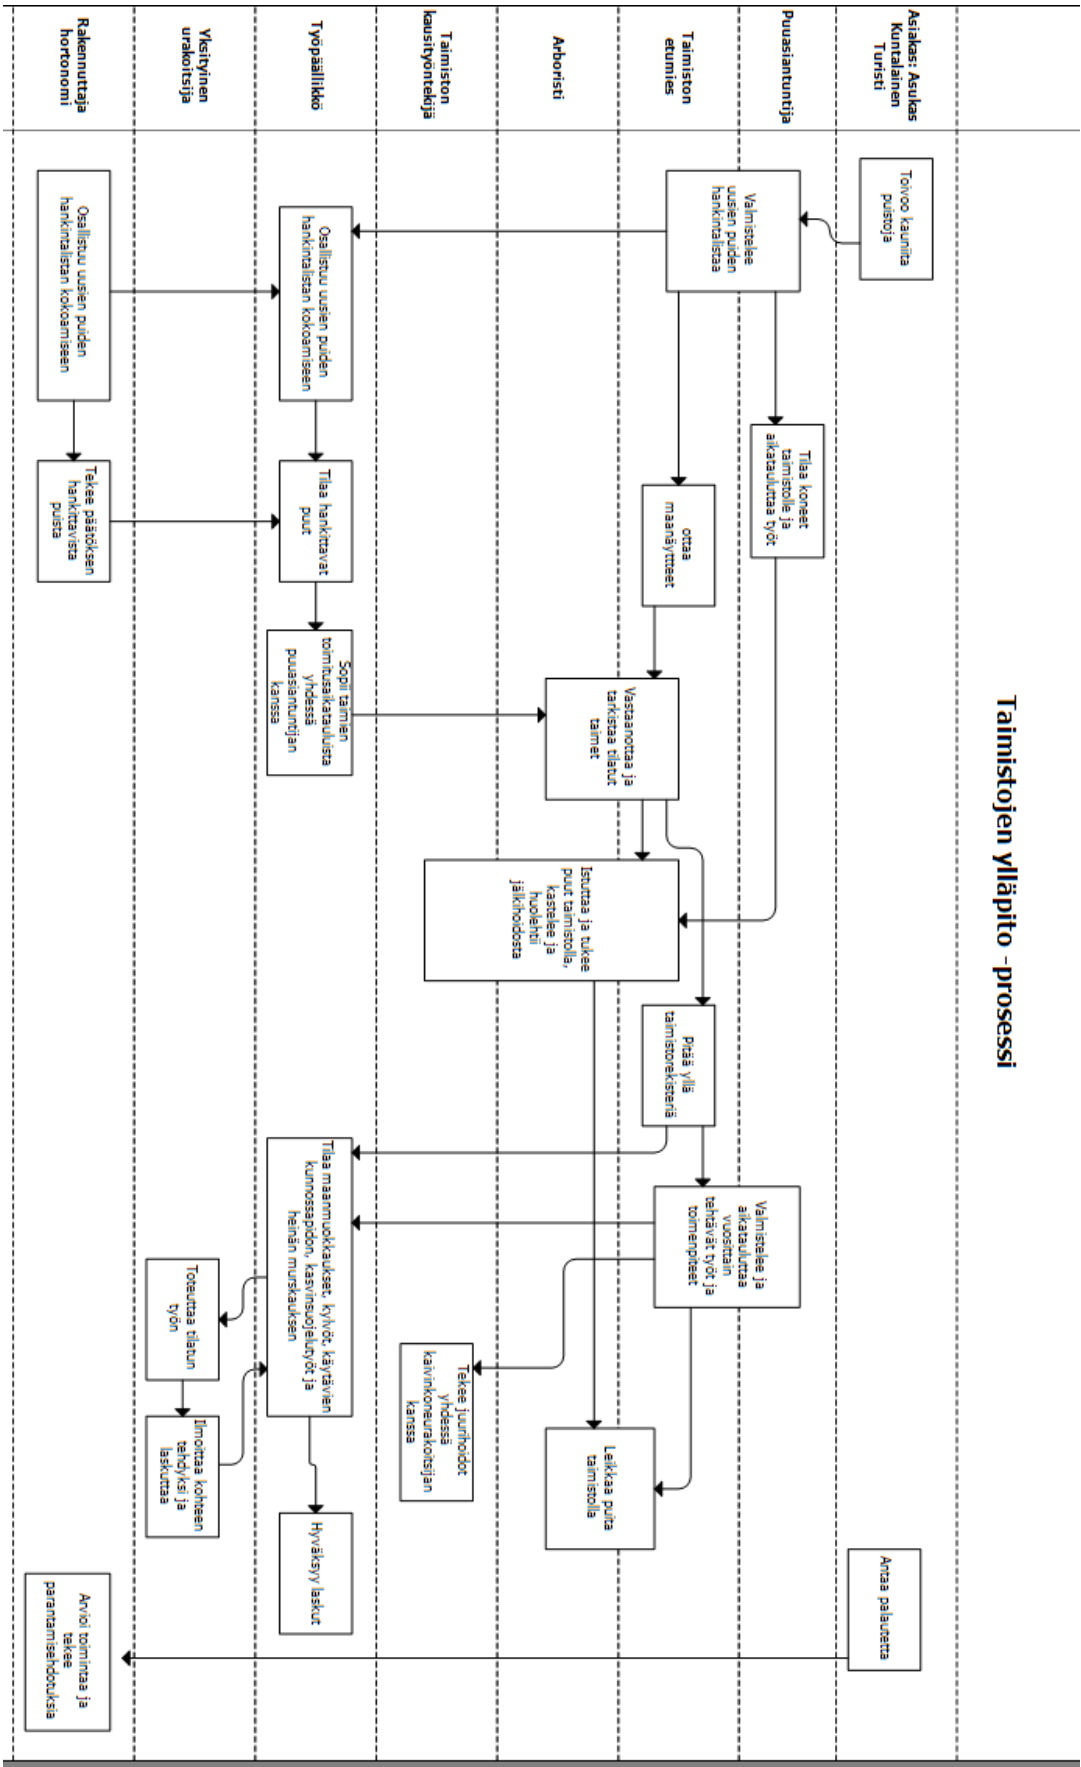 Taimistojen ylläpito -prosessi
Asiakas: Asukas
Kuntalainen
Turisti
Toivoo kauniita
puistoja
Antaa palautetta
Puuasiantuntija
Valmistelee
uusien puiden
hankintalistaa
Tilaa koneet
taimistolle ja
aikatauluttaa työt
Valmistelee ja
aikatauluttaa
vuosittain
tehtävät työt ja
toimenpiteet
Taimiston
etumies
ottaa
maanäytteet
Pitää yllä
taimistorekisteriä
Arboristi
Vastaanottaa ja
tarkistaa tilatut
taimet
Istuttaa ja tukee
puut taimistolla,
kastelee ja
huolehtii
jälkihoidosta
Leikkaa puita
taimistolla
Taimiston
kausityöntekijä
Tekee juurihoidot
yhdessä
kaivinkoneurakoitsijan
kanssa
Työpäällikkö
Osallistuu uusien puiden
hankintalistan kokoamiseen
Tilaa hankittavat
puut
Sopii taimien
toimitusaikatauluista
yhdessä
puuasiantuntijan
kanssa
Tilaa maanmuokkaukset, kylvöt, käytävien
kunnossapidon, kasvinsuojelutyöt ja
heinän murskauksen
Hyväksyy laskut
Yksityinen
urakoitsija
Toteuttaa tilatun
työn
Ilmoittaa kohteen
tehdyksi ja
laskuttaa
Rakennuttaja
hortonomi
Osallistuu uusien puiden
hankintalistan kokoamiseen
Tekee päätöksen
hankittavista
puista
Arvioi toimintaa ja
tekee
parantamisehdotuksia